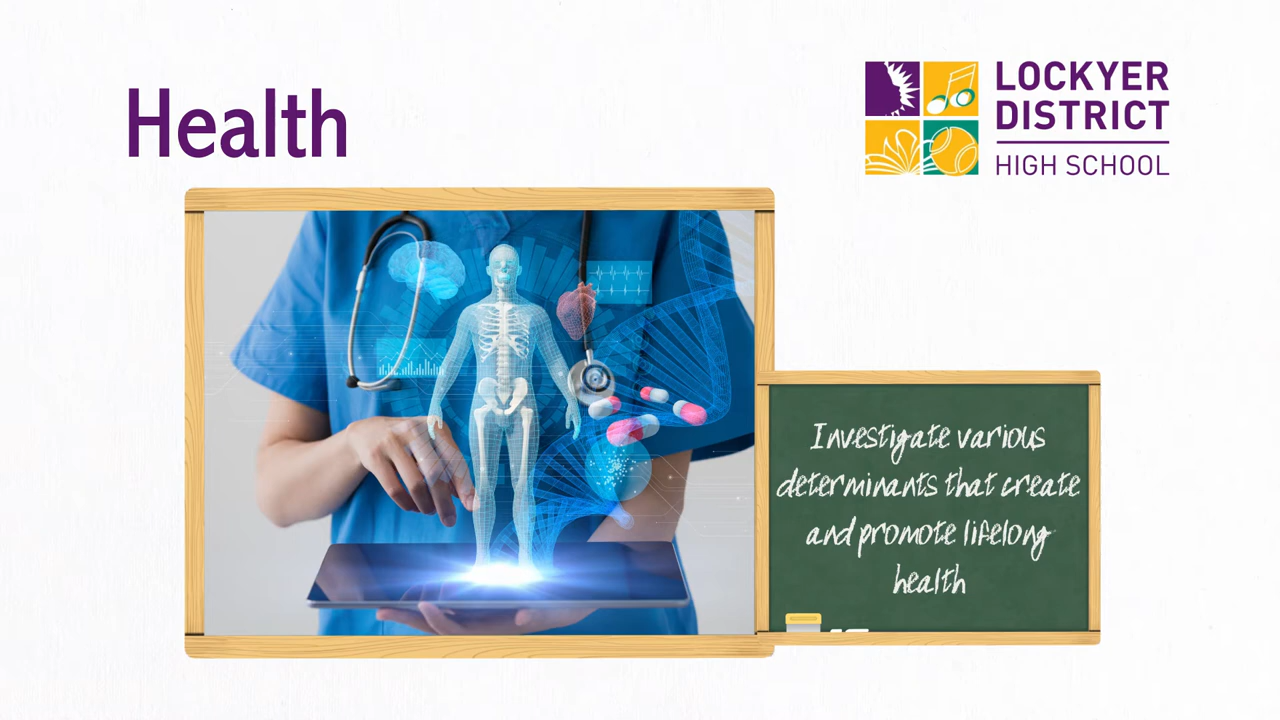 Health
LOCKYER
DISTRICT
HIGH SCHOOL
Investigate various
determinants that create
and promote lifelong
health